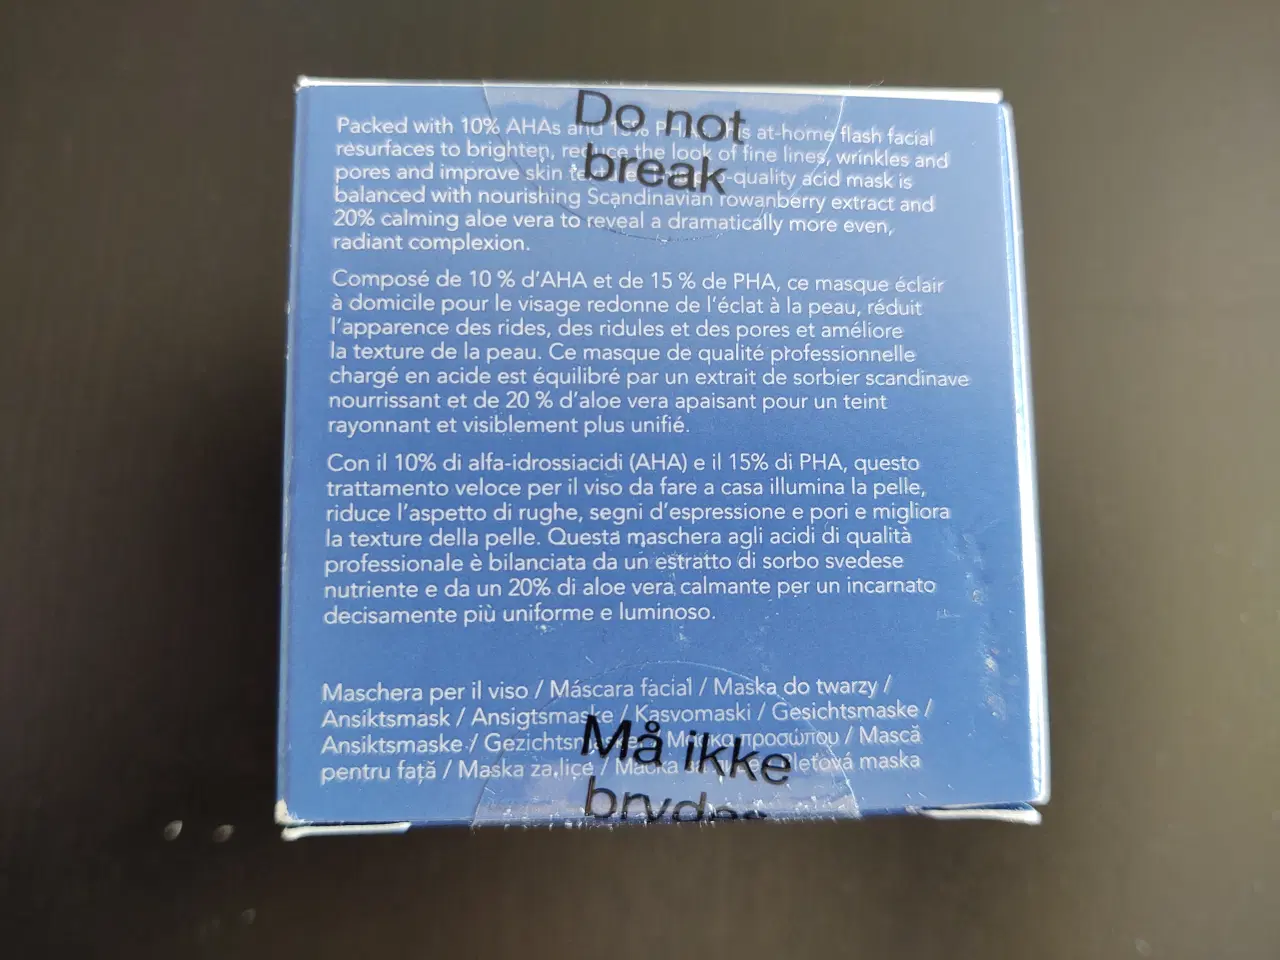 Do not
break
Packed with 10% AHAs and 15% PHAs, this at-home flash facial
resurfaces to brighten, reduce the look of fine lines, wrinkles and
pores and improve skin texture. This pro-quality acid mask is
balanced with nourishing Scandinavian rowanberry extract and
20% calming aloe vera to reveal a dramatically more even,
radiant complexion.
Composé de 10 % d'AHA et de 15 % de PHA, ce masque éclair
à domicile pour le visage redonne de l'éclat à la peau, réduit
l'apparence des rides, des ridules et des pores et améliore
la texture de la peau. Ce masque de qualité professionnelle
chargé en acide est équilibré par un extrait de sorbier scandinave
nourrissant et de 20 % d'aloe vera apaisant pour un teint
rayonnant et visiblement plus unifié.
Con il 10% di alfa-idrossiacidi (AHA) e il 15% di PHA, questo
trattamento veloce per il viso da fare a casa illumina la pelle,
riduce l'aspetto di rughe, segni d'espressione e pori e migliora
la texture della pelle. Questa maschera agli acidi di qualità
professionale è bilanciata da un estratto di sorbo svedese
nutriente e da un 20% di aloe vera calmante per un incarnato
decisamente più uniforme e luminoso.
Maschera per il viso / Máscara facial / Maska do twarzy /
Ansiktsmask / Ansigtsmaske / Kasvomaski / Gesichtsmaske /
Ansiktsmaske / Gezichtsmasker / Μάσκα προσώπου / Mască
pentru față / Maska za lice / Маска за Pleťová maska
Må ikke
brydes